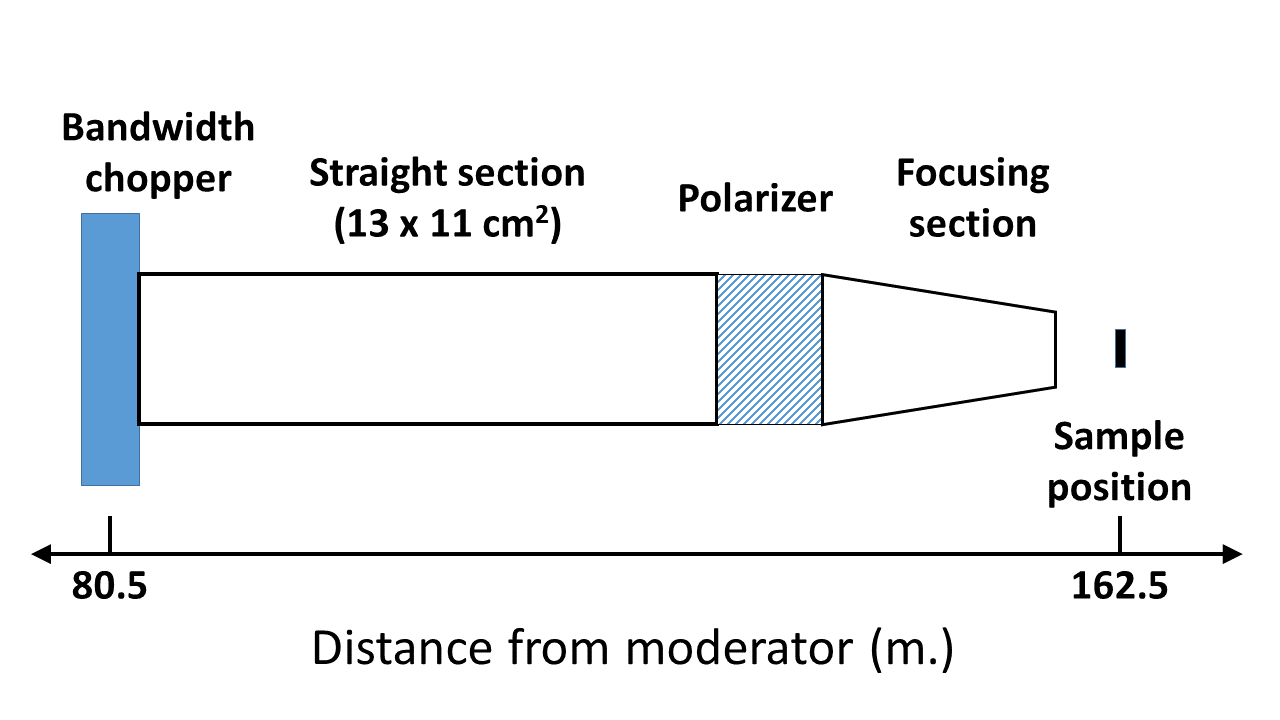 Bandwidth
chopper
Straight section
(13 x 11 cm²)
Polarizer
Focusing
section
Sample
position
80.5
162.5
Distance from moderator (m.)